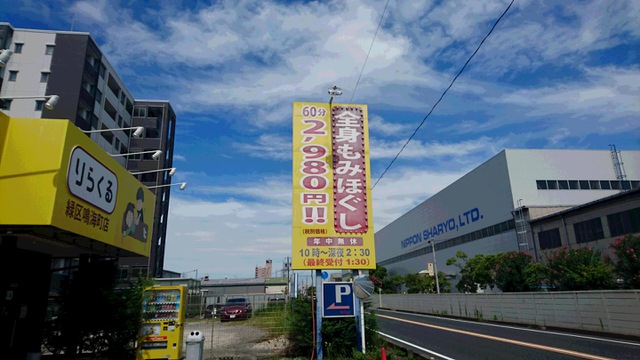 りらくる
緑区鳴海町店
全身もみほぐし
60分
2,980円!!
(税別価格)
年中無休
10時〜深夜2:30
(最終受付1:30)
P
NIPPON SHARYO, LTD.